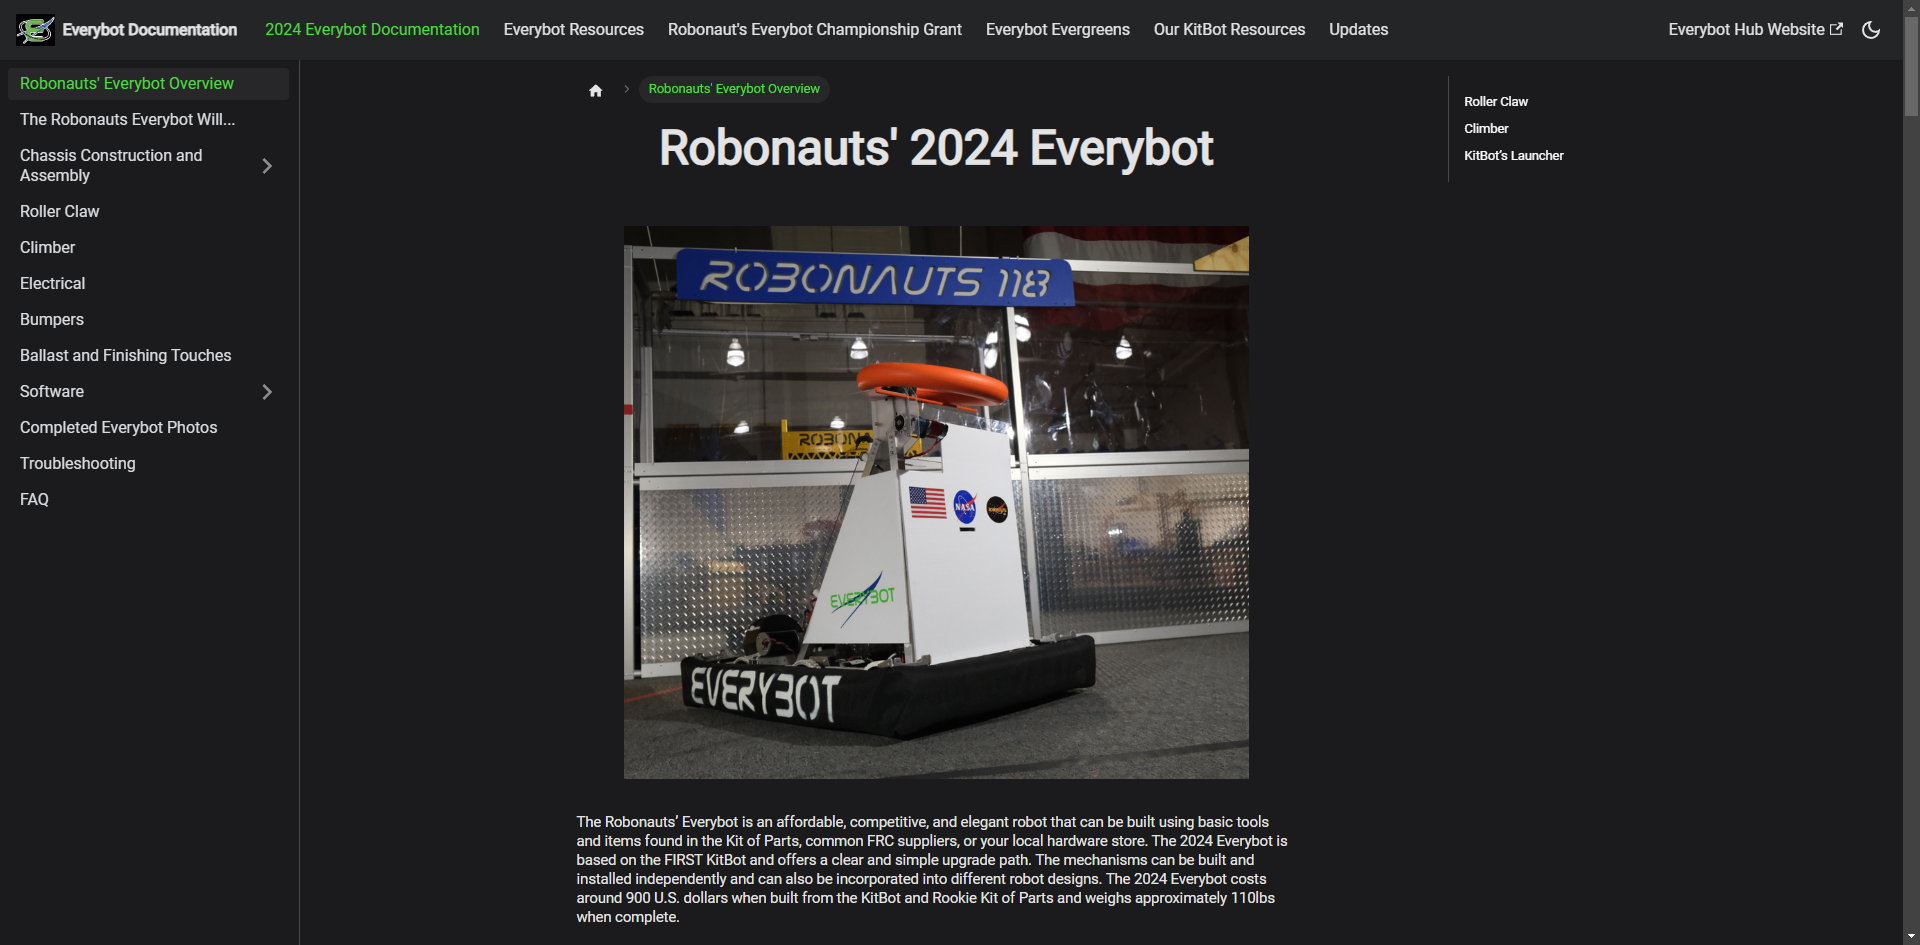 Everybot Documentation
2024 Everybot Documentation
Everybot Resources
Robonaut's Everybot Championship Grant
Everybot Evergreens
Our KitBot Resources
Updates
Everybot Hub Website
Robonauts' Everybot Overview
The Robonauts Everybot Will...
Chassis Construction and
Assembly
Roller Claw
Climber
Electrical
Bumpers
Ballast and Finishing Touches
Software
Completed Everybot Photos
Troubleshooting
FAQ
Robonauts' Everybot Overview
Robonauts' 2024 Everybot
ROBONAUTS 118
ROBONA
NASA
EVERYBOT
EVERYBOT
The Robonauts’ Everybot is an affordable, competitive, and elegant robot that can be built using basic tools
and items found in the Kit of Parts, common FRC suppliers, or your local hardware store. The 2024 Everybot is
based on the FIRST KitBot and offers a clear and simple upgrade path. The mechanisms can be built and
installed independently and can also be incorporated into different robot designs. The 2024 Everybot costs
around 900 U.S. dollars when built from the KitBot and Rookie Kit of Parts and weighs approximately 110lbs
when complete.
Roller Claw
Climber
KitBot’s Launcher